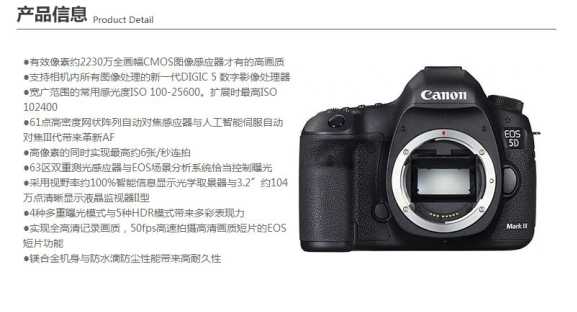 产品信息 Product Detail
●有效像素约2230万全画幅CMOS图像感应器才有的高画质
●支持相机内所有图像处理的新一代DIGIC 5 数字影像处理器
●宽广范围的常用感光度ISO 100-25600。扩展时最高ISO
102400
●61点高密度网状阵列自动对焦感应器与人工智能伺服自动
对焦III代带来革新AF
●高像素的同时实现最高约6张/秒连拍
●63区双重测光感应器与EOS场景分析系统恰当控制曝光
●采用视野率约100%智能信息显示光学取景器与3.2”约104
万点清晰显示液晶监视器II型
●4种多重曝光模式与5种HDR模式带来多彩表现力
●实现全高清记录画质，50fps高速拍摄高清画质短片的EOS
短片功能
●镁合金机身与防水滴防尘性能带来高耐久性
Canon
EOS
5D
Mark III